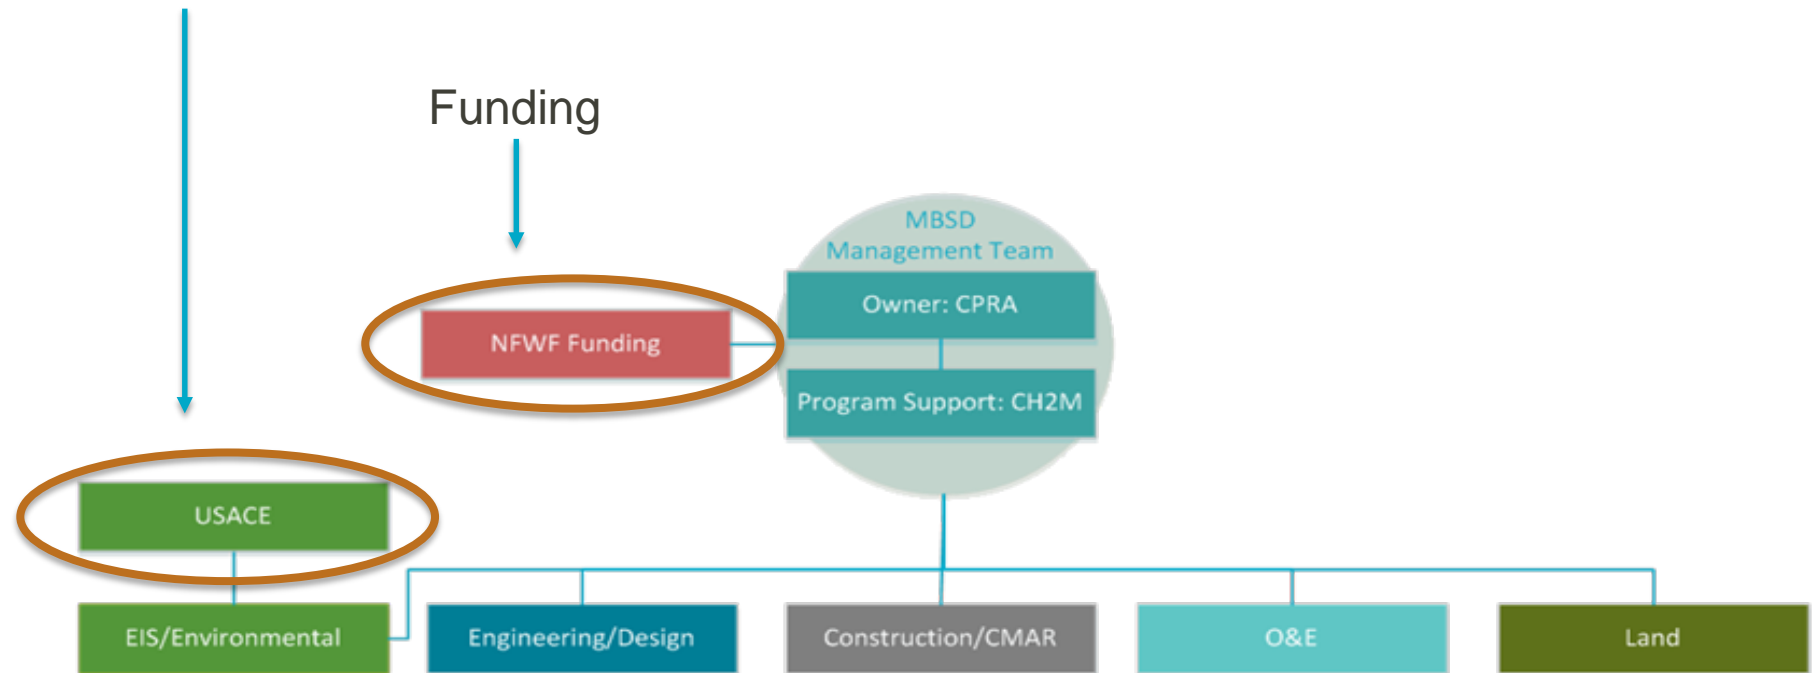 Funding
MBSD
Management Team
Owner: CPRA
NFWF Funding
Program Support: CH2M
USACE
EIS/Environmental
Engineering/Design
Construction/CMAR
O&E
Land